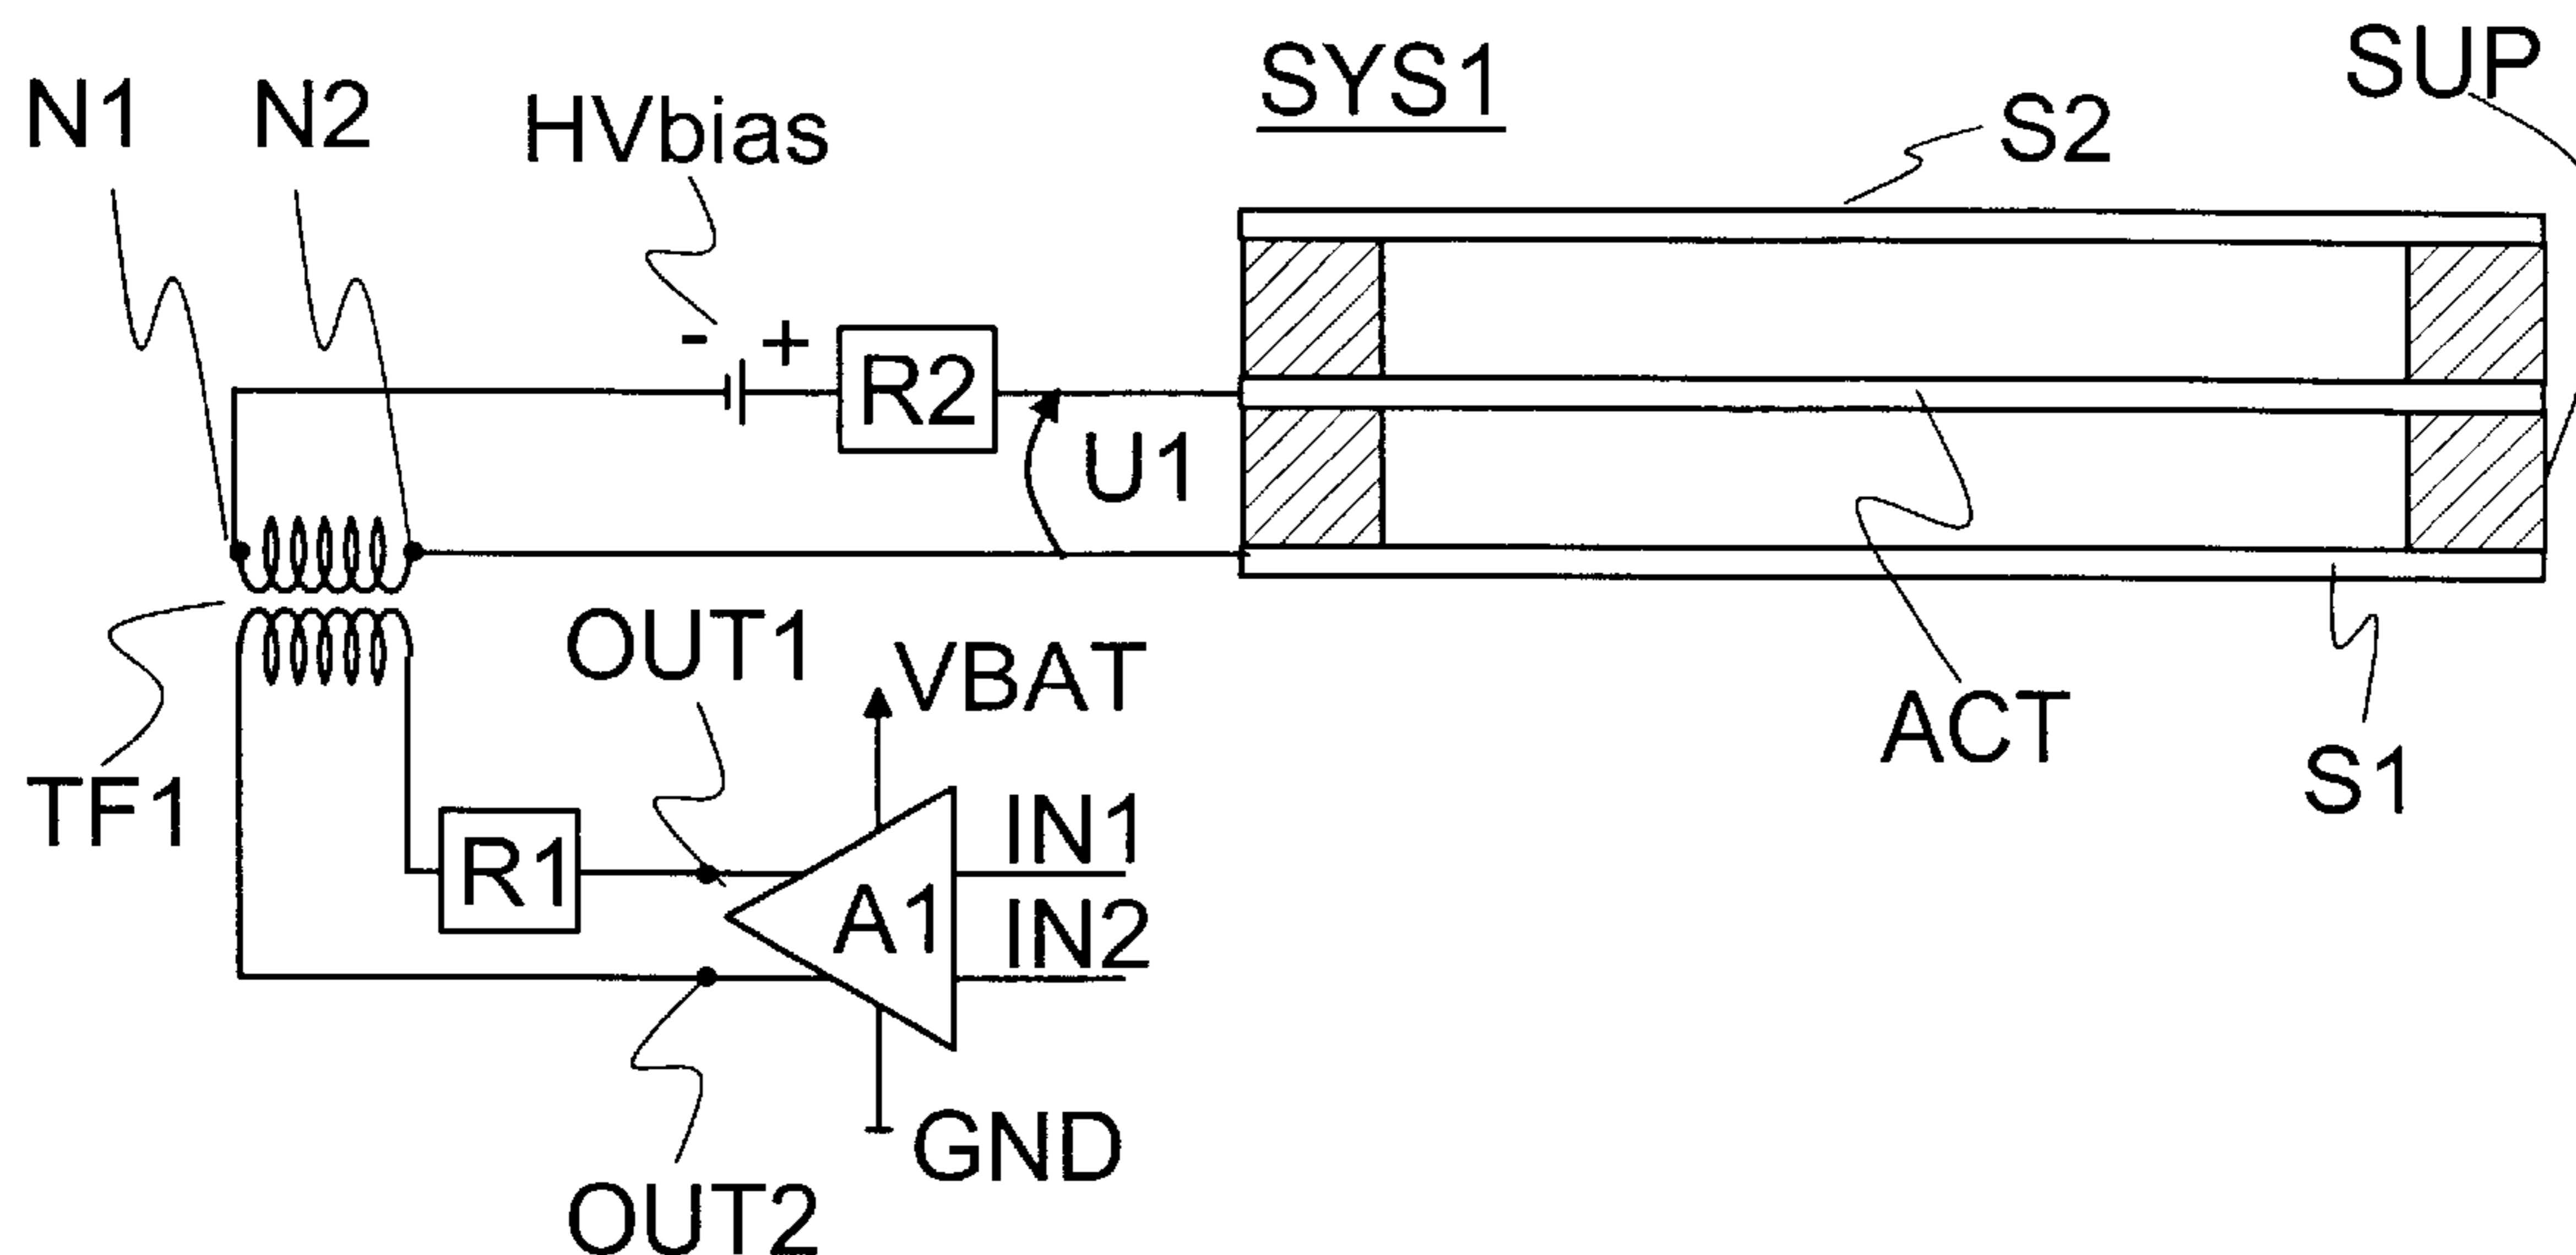 SYS1
SUP
N1 N2 HVbias
S2
- +
R2
U1
OUT1
VBAT
ACT
TF1
S1
R1
A1
IN1
IN2
GND
OUT2